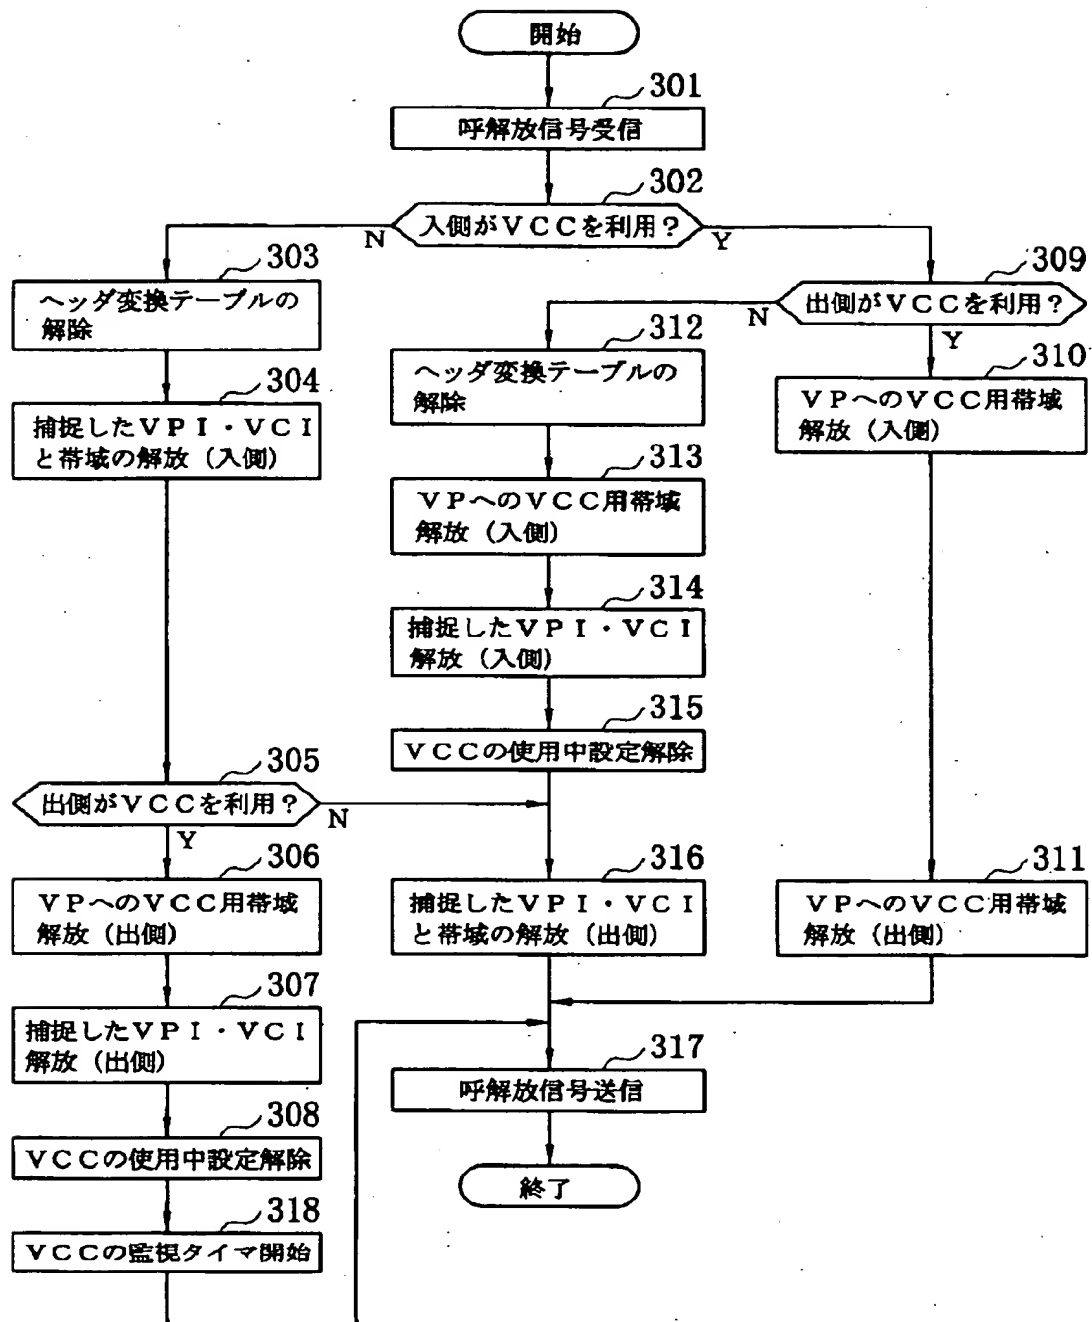 開始
301
呼解放信号受信
302
入側がVCCを利用?
N
Y
303
ヘッダ変換テーブルの
解除
304
捕捉したVPI・VCI
と帯域の解放(入側)
305
出側がVCCを利用?
N
Y
306
VPへのVCC用帯域
解放(出側)
307
捕捉したVPI・VCI
解放(出側)
308
VCCの使用中設定解除
318
VCCの監視タイマ開始
309
出側がVCCを利用?
N
Y
312
ヘッダ変換テーブルの
解除
313
VPへのVCC用帯域
解放(入側)
314
捕捉したVPI・VCI
解放(入側)
315
VCCの使用中設定解除
316
捕捉したVPI・VCI
と帯域の解放(出側)
310
VPへのVCC用帯域
解放(入側)
311
VPへのVCC用帯域
解放(出側)
317
呼解放信号送信
終了